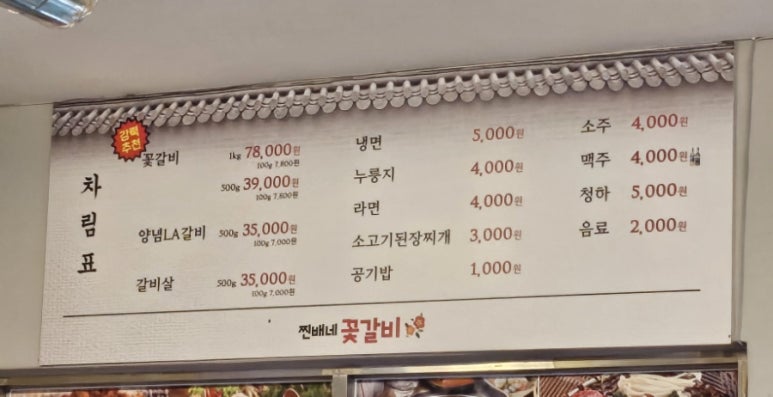 차림표
강력
추천
꽃갈비 1kg 78,000원
100g 7,800원
500g 39,000원
100g 7,800원
양념LA갈비 500g 35,000원
100g 7,000원
갈비살 500g 35,000원
100g 7,000원
냉면 5,000원
누룽지 4,000원
라면 4,000원
소고기된장찌개 3,000원
공기밥 1,000원
소주 4,000원
맥주 4,000원
청하 5,000원
음료 2,000원
찐배네 꽃갈비